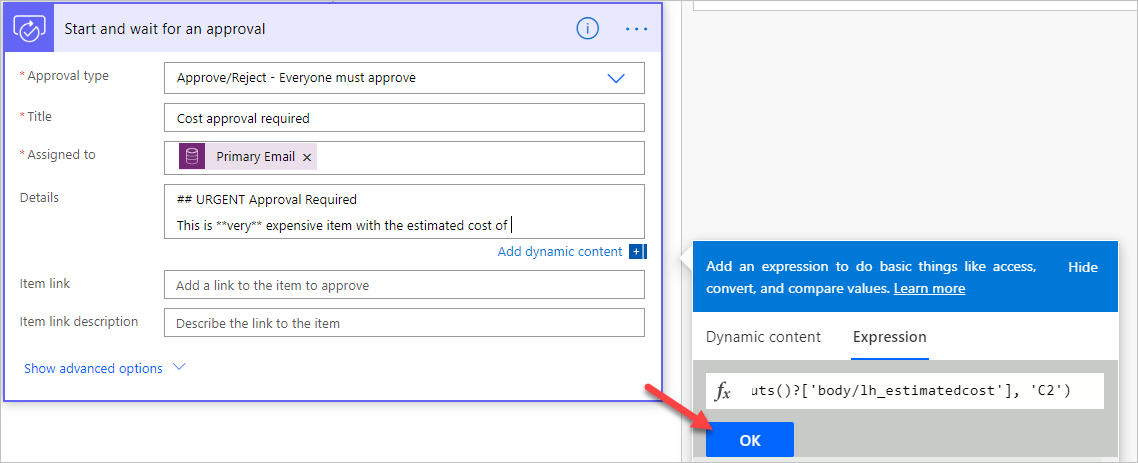 Start and wait for an approval
* Approval type
Approve/Reject - Everyone must approve
* Title
Cost approval required
* Assigned to
Primary Email ×
Details
## URGENT Approval Required
This is **very** expensive item with the estimated cost of
Add dynamic content
Item link
Add a link to the item to approve
Item link description
Describe the link to the item
Show advanced options
Add an expression to do basic things like access,
convert, and compare values. Learn more
Hide
Dynamic content
Expression
fx
uts()?['body/lh_estimatedcost'], 'C2')
OK